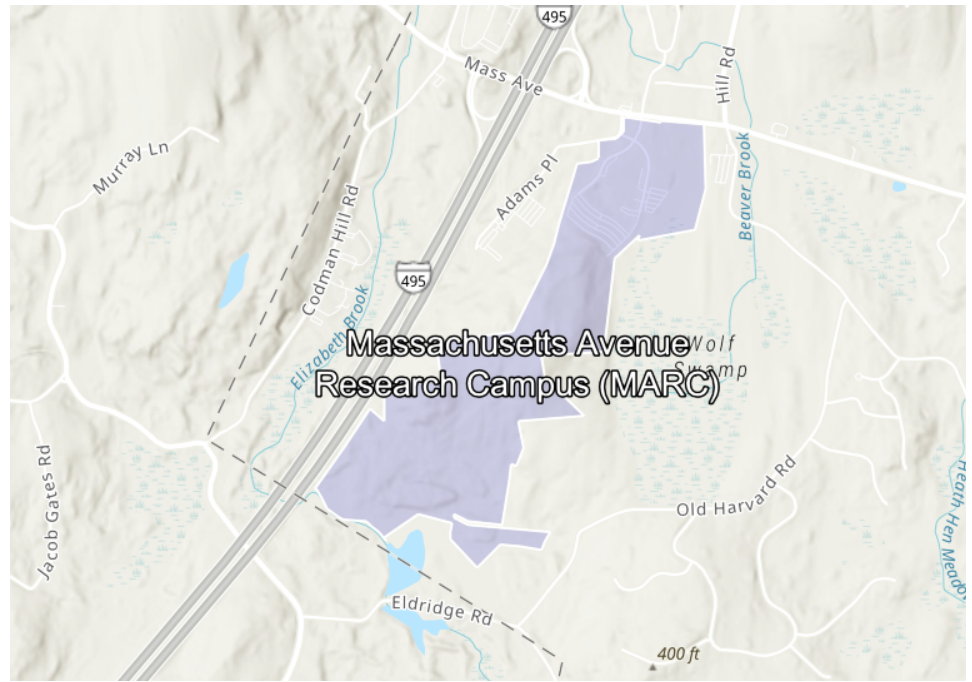 495
Mass Ave
Hill Rd
Murray Ln
Adams Pl
Beaver Brook
Codman Hill Rd
495
Elizabeth Brook
Massachusetts Avenue
Research Campus (MARC)
Wolf
Swamp
Jacob Gates Rd
Old Harvard Rd
Heath Hen Meadow
Eldridge Rd
400 ft